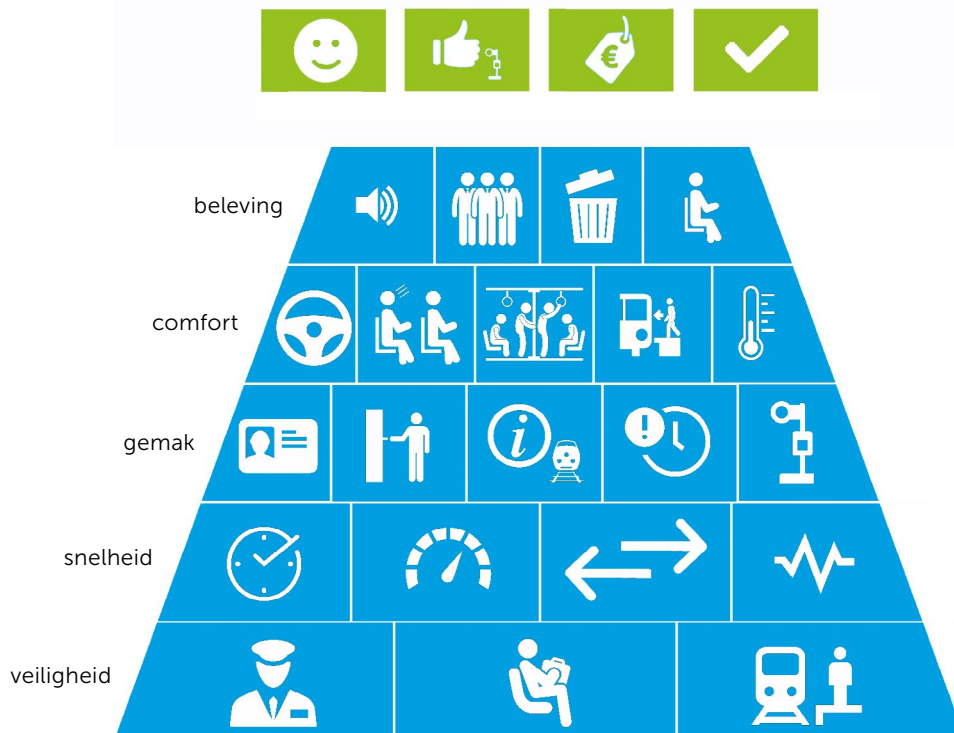 €
beleving
comfort
gemak
i
!
snelheid
veiligheid